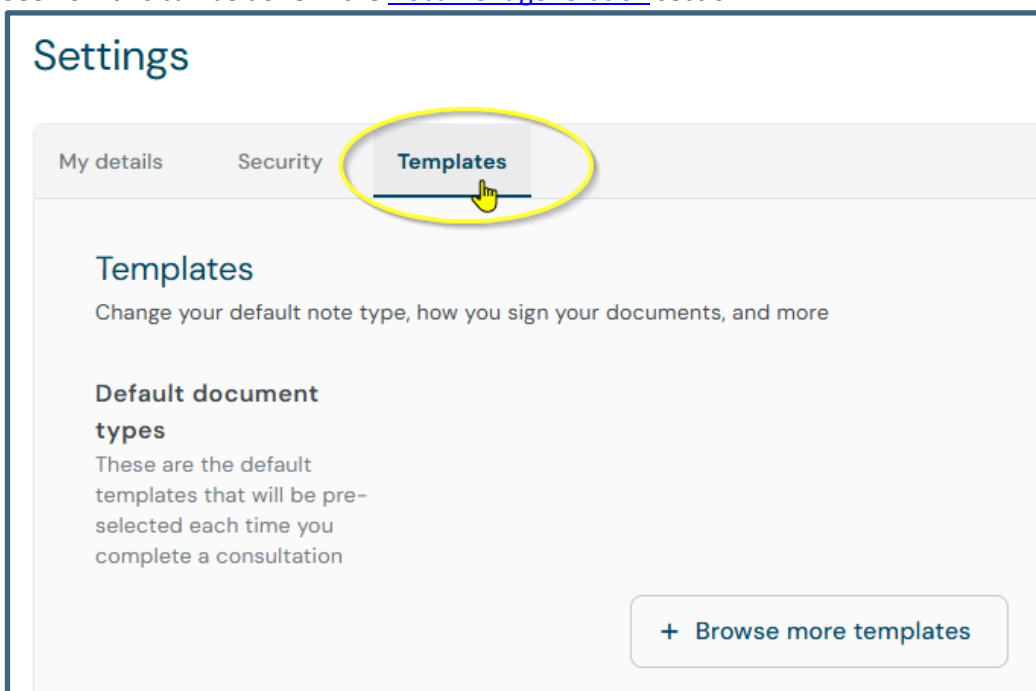 Settings
My details Security Templates
Templates
Change your default note type, how you sign your documents, and more
Default document
types
These are the default
templates that will be pre-
selected each time you
complete a consultation
+ Browse more templates